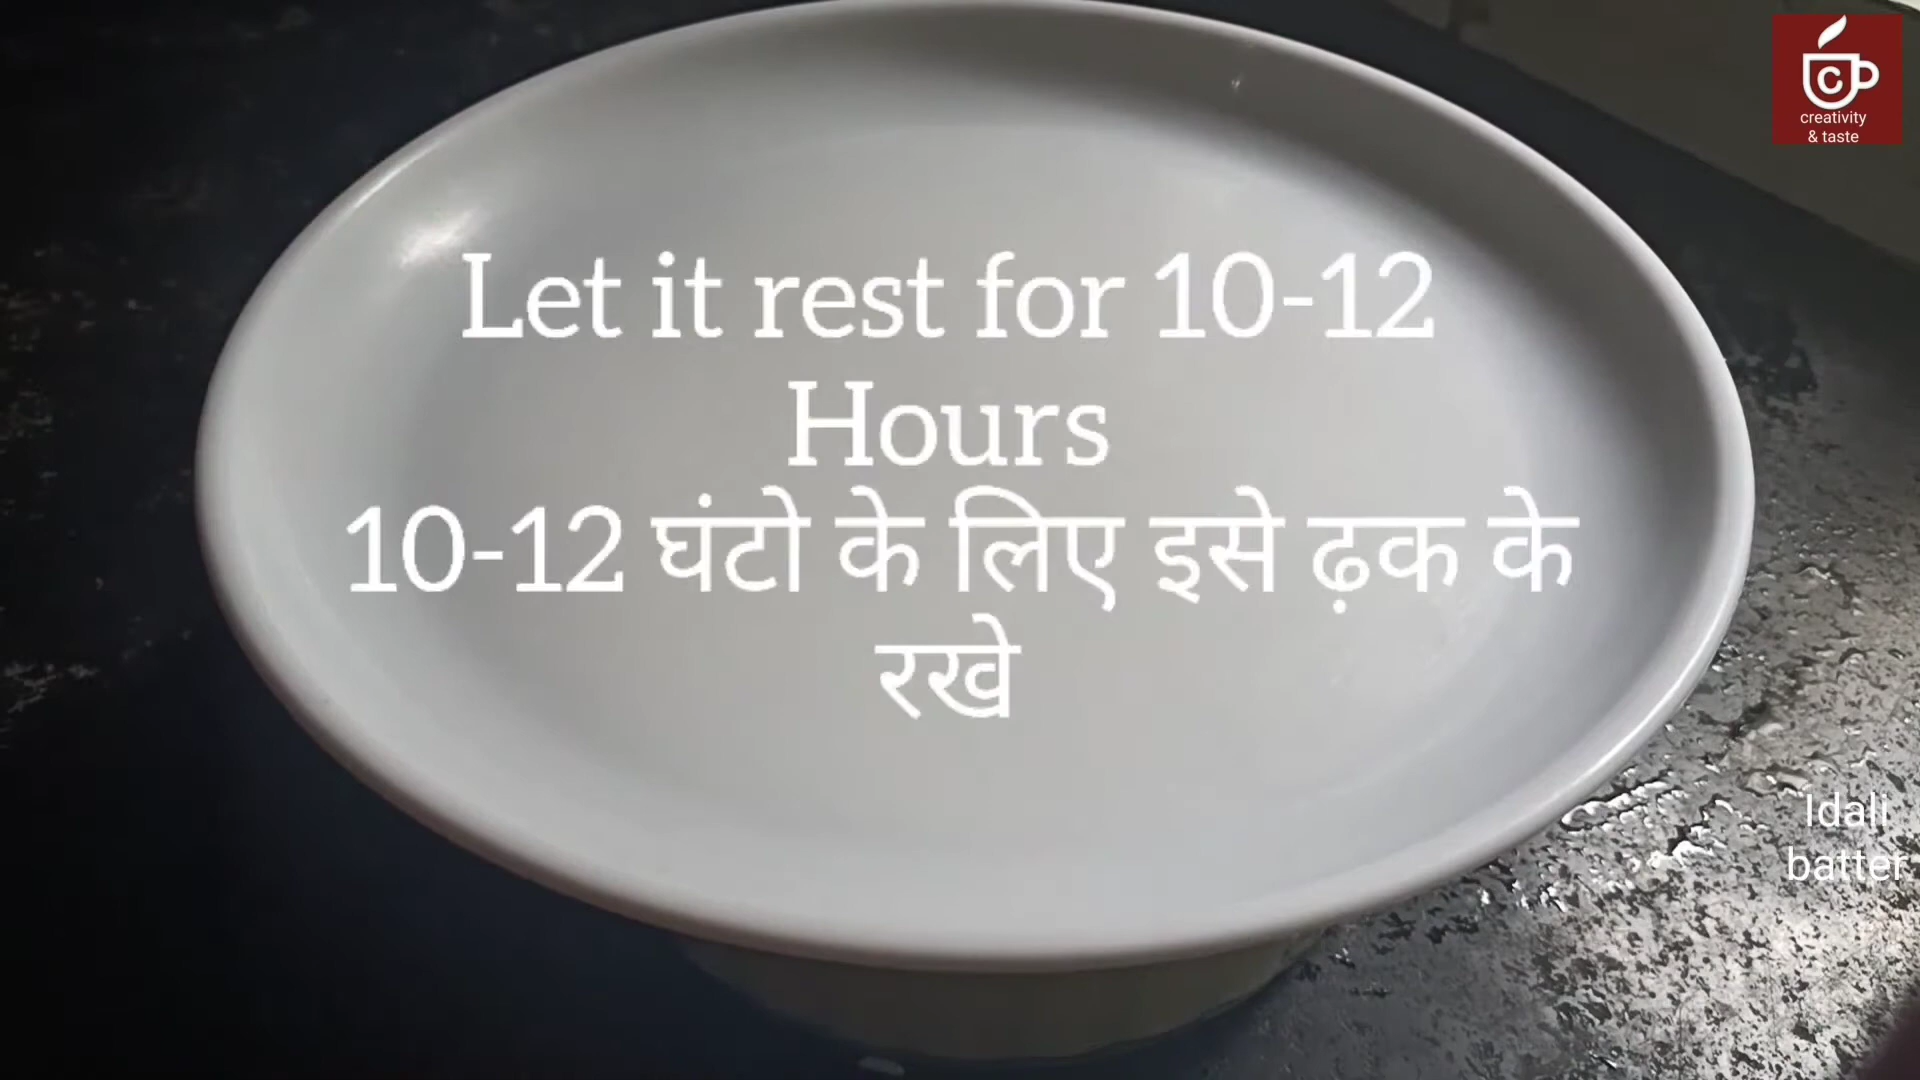 C
creativity
& taste
Let it rest for 10-12
Hours
10-12 घंटो के लिए इसे ढ़क के
रखे
Idali
batter